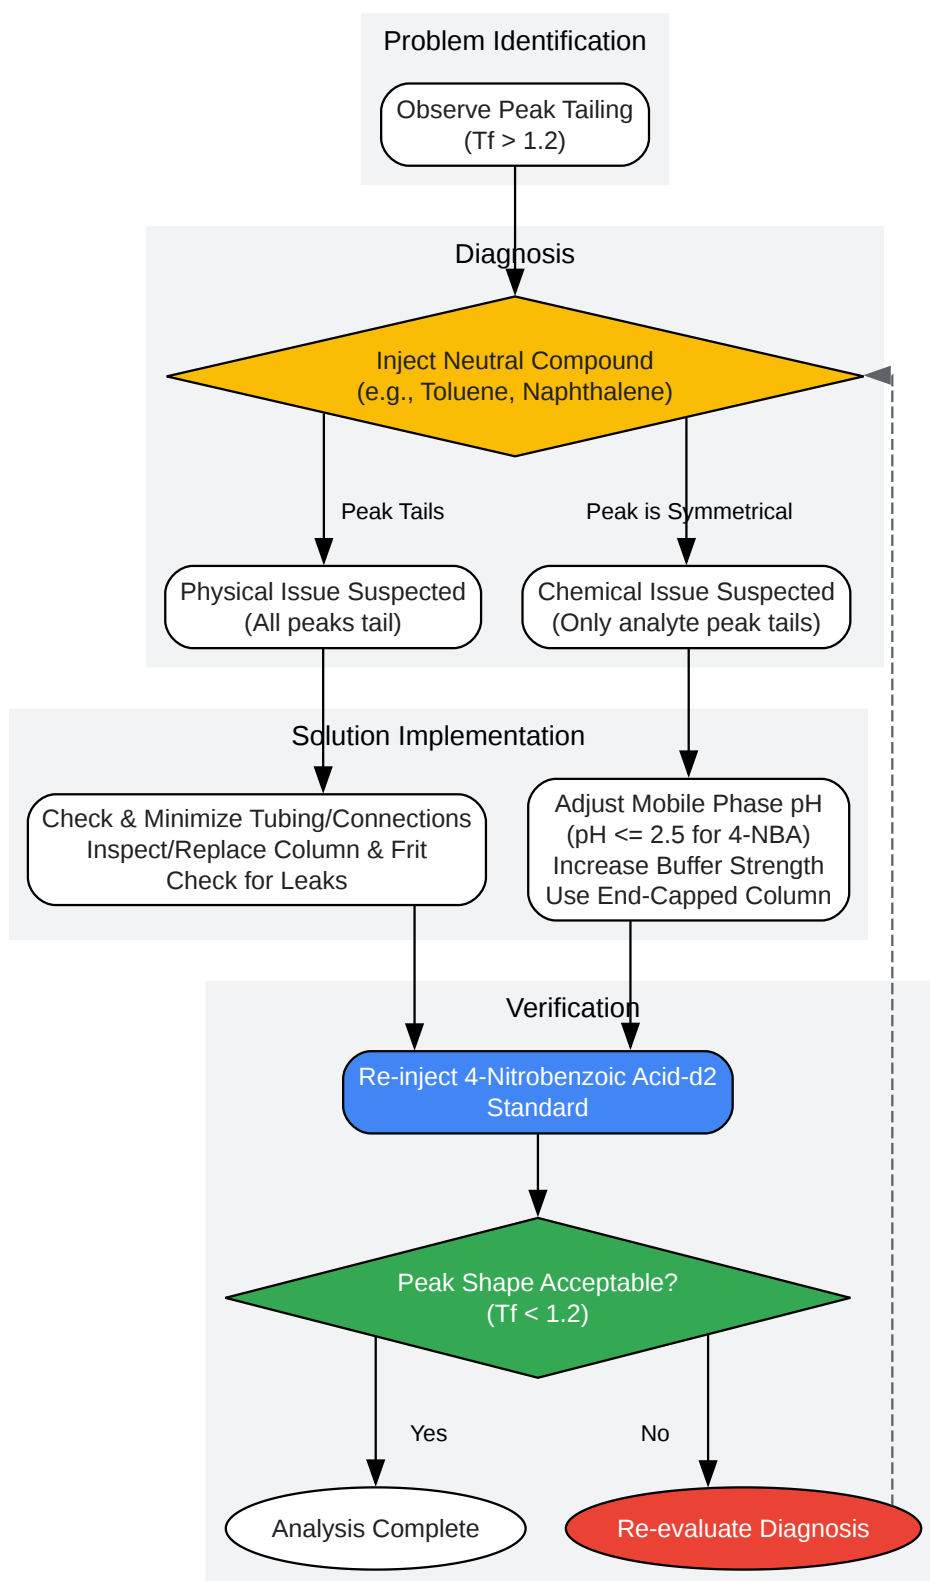 Problem Identification
Observe Peak Tailing
(Tf > 1.2)
Diagnosis
Inject Neutral Compound
(e.g., Toluene, Naphthalene)
Peak Tails
Peak is Symmetrical
Physical Issue Suspected
(All peaks tail)
Chemical Issue Suspected
(Only analyte peak tails)
Solution Implementation
Check & Minimize Tubing/Connections
Inspect/Replace Column & Frit
Check for Leaks
Adjust Mobile Phase pH
(pH <= 2.5 for 4-NBA)
Increase Buffer Strength
Use End-Capped Column
Verification
Re-inject 4-Nitrobenzoic Acid-d2
Standard
Peak Shape Acceptable?
(Tf < 1.2)
Yes
No
Analysis Complete
Re-evaluate Diagnosis